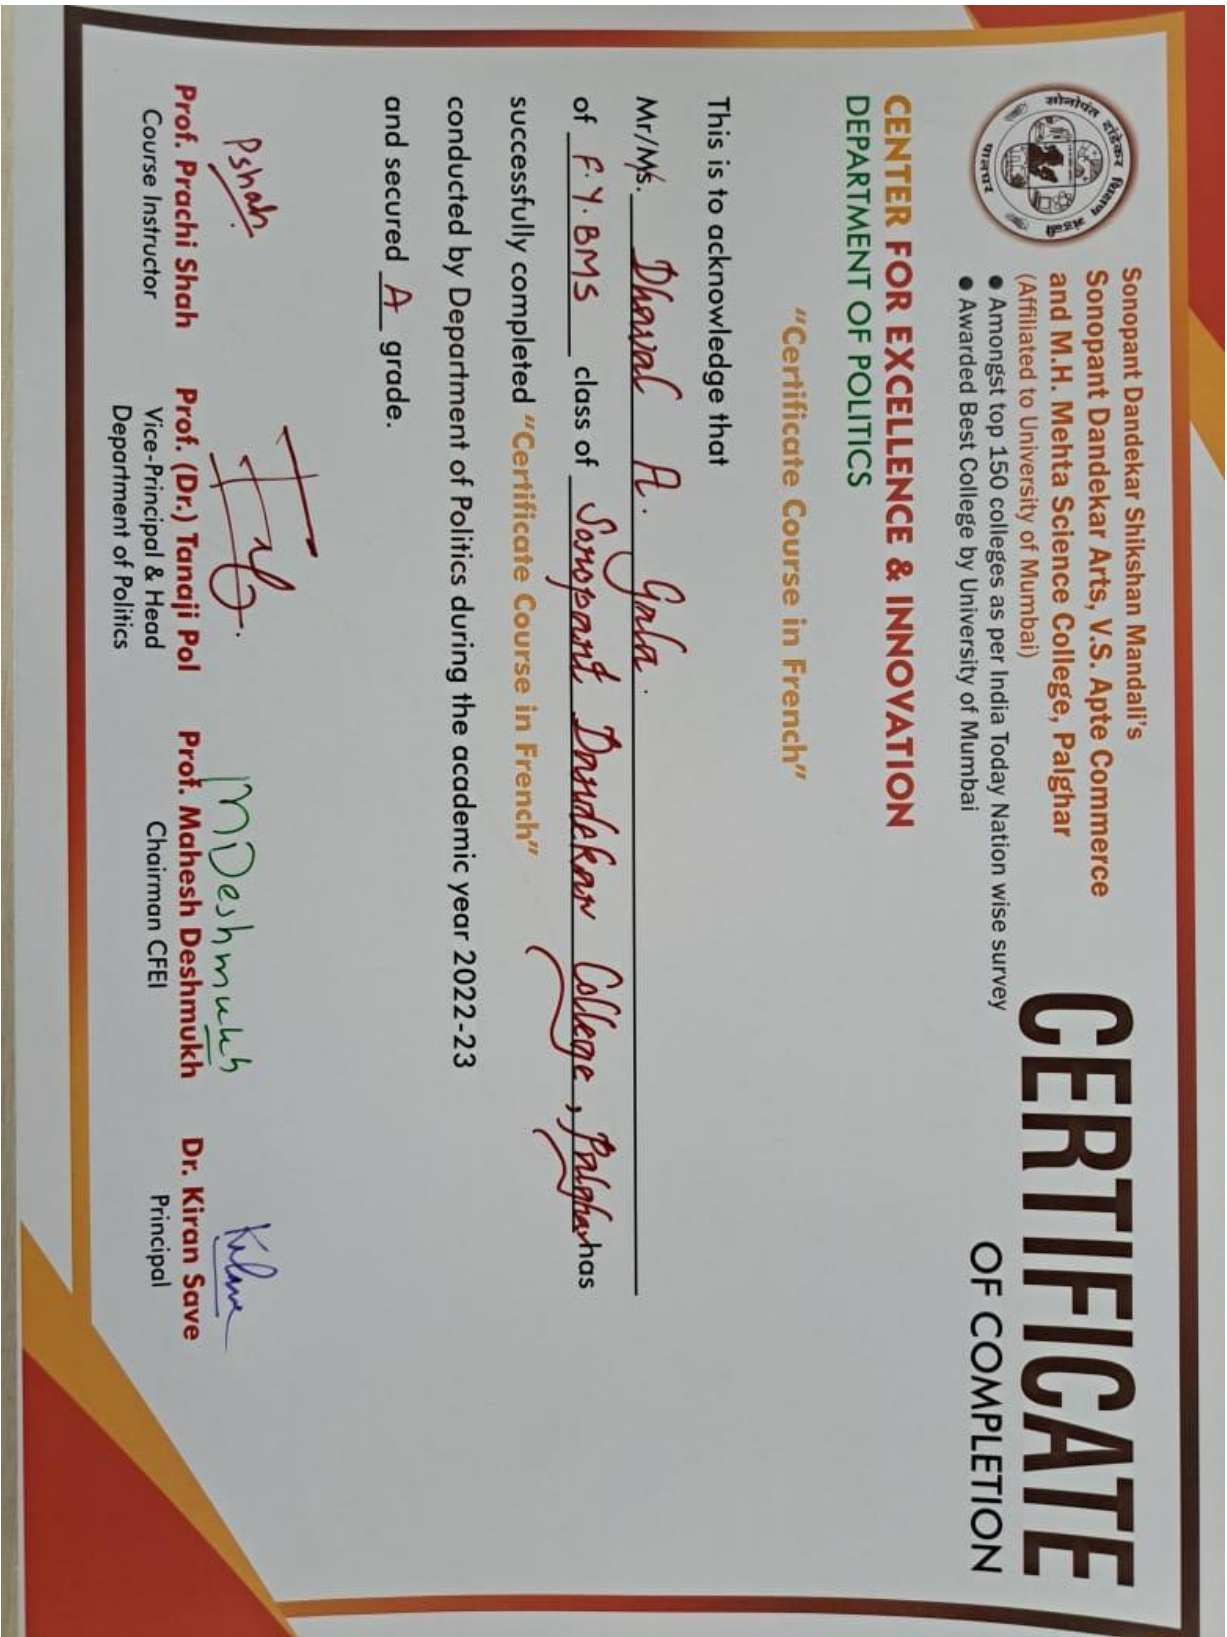 सोनोपंत दांडेकर शिक्षण मंडळी
पालघर
Sonopant Dandekar Shikshan Mandali's
Sonopant Dandekar Arts, V.S. Apte Commerce
and M.H. Mehta Science College, Palghar
(Affiliated to University of Mumbai)
● Amongst top 150 colleges as per India Today Nation wise survey
● Awarded Best College by University of Mumbai
CERTIFICATE
OF COMPLETION
CENTER FOR EXCELLENCE & INNOVATION
DEPARTMENT OF POLITICS
"Certificate Course in French"
This is to acknowledge that
Mr/Ms. Dhaval A. Gala.
of F.Y.BMS class of Sonopant Dandekar College, Palghar has
successfully completed "Certificate Course in French"
conducted by Department of Politics during the academic year 2022-23
and secured A grade.
Pshah.
MDeshmukh
Prof. Prachi Shah
Course Instructor
Prof. (Dr.) Tanaji Pol
Vice-Principal & Head
Department of Politics
Prof. Mahesh Deshmukh
Chairman CFEI
Dr. Kiran Save
Principal